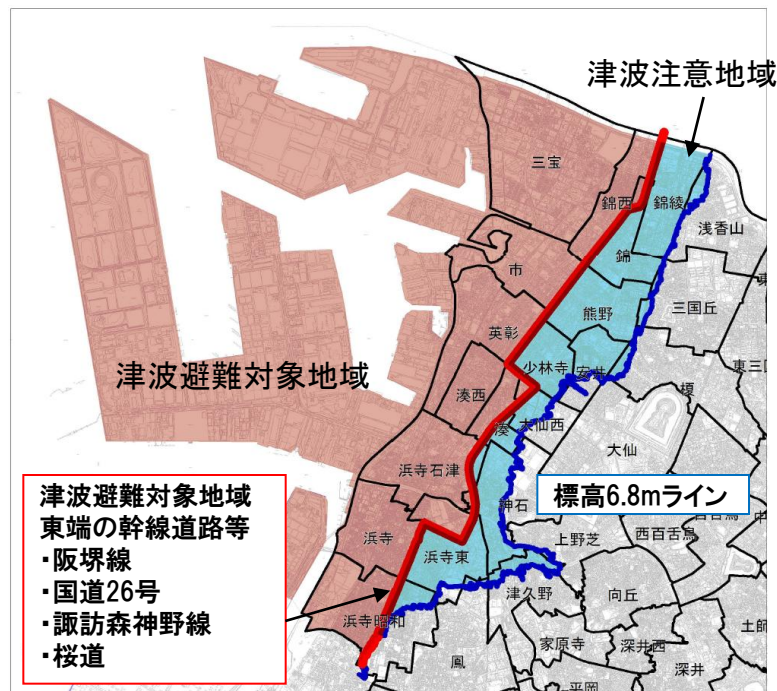 津波注意地域
三宝
錦西
錦綾
浅香山
錦
市
三国丘
熊野
英彰
東三国
少林寺
安井
榎
津波避難対象地域
湊西
湊
大仙西
大仙
浜寺石津
標高6.8mライン
神石
津波避難対象地域
東端の幹線道路等
・阪堺線
・国道26号
・諏訪森神野線
・桜道
浜寺
浜寺東
上野芝
西百舌鳥
津久野
向丘
土師
浜寺昭和
鳳
家原寺
深井西
深井
平岡